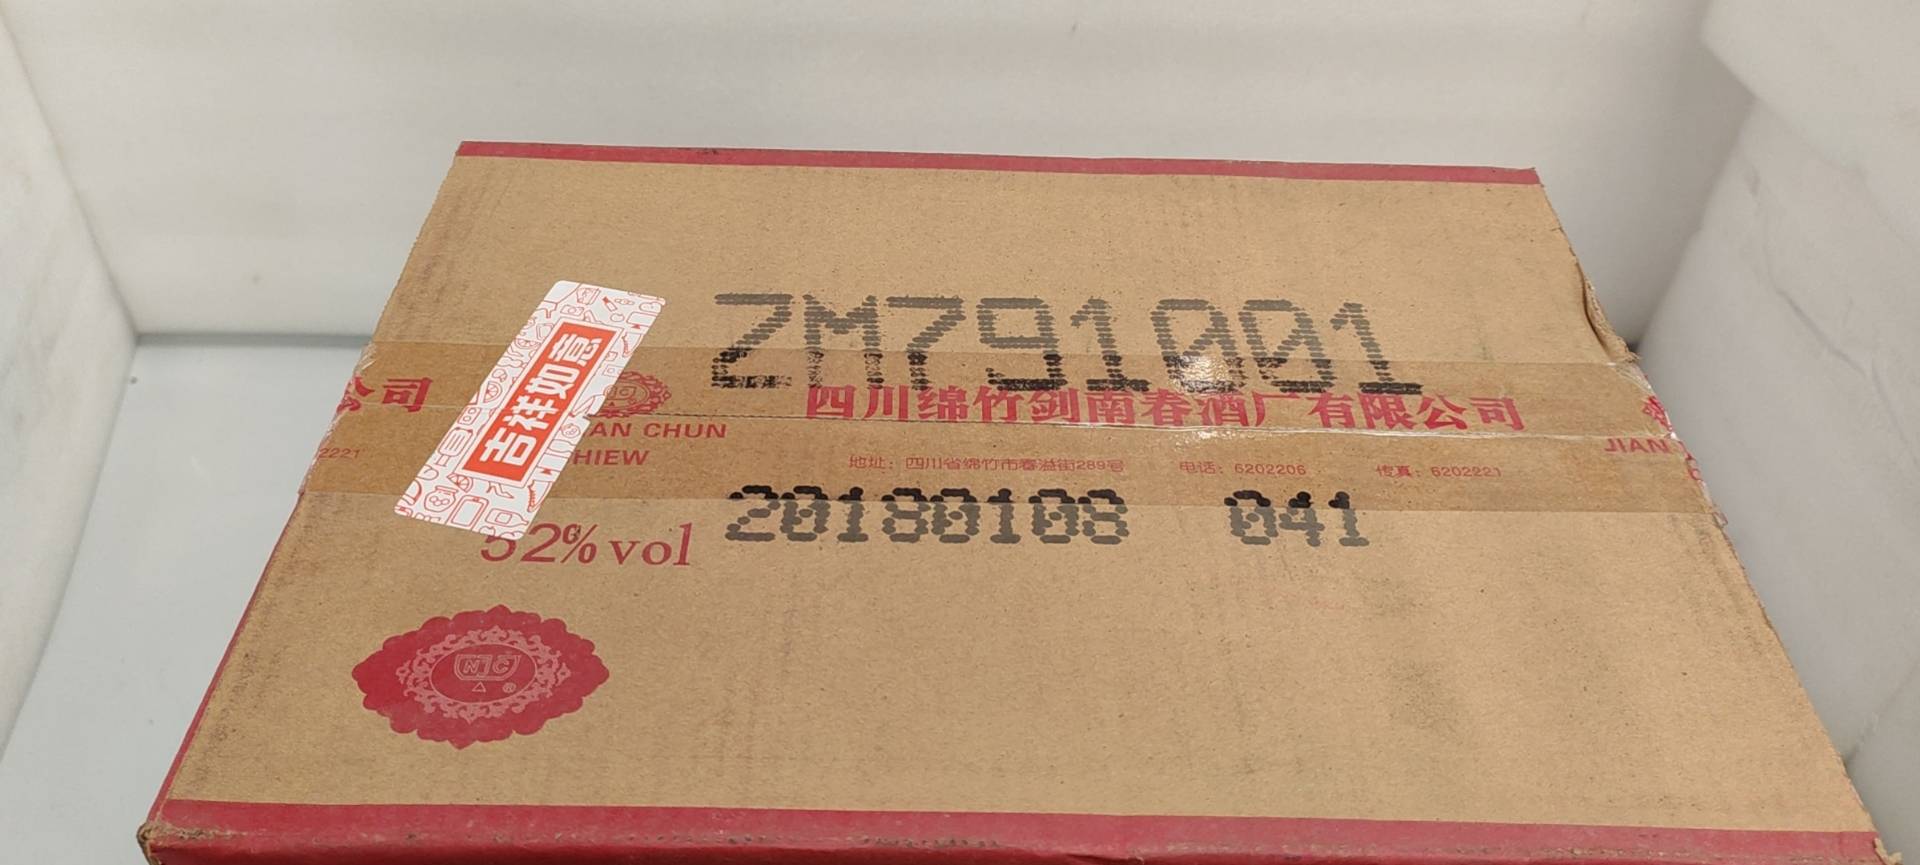 ZM791001
公司
四川绵竹剑南春酒厂有限公司
AN CHUN
JIAN
2221
HIEW
地址：四川省绵竹市春溢街289号 电话：6202206 传真：6202221
吉祥如意
20180108 041
52%vol
NJC
®